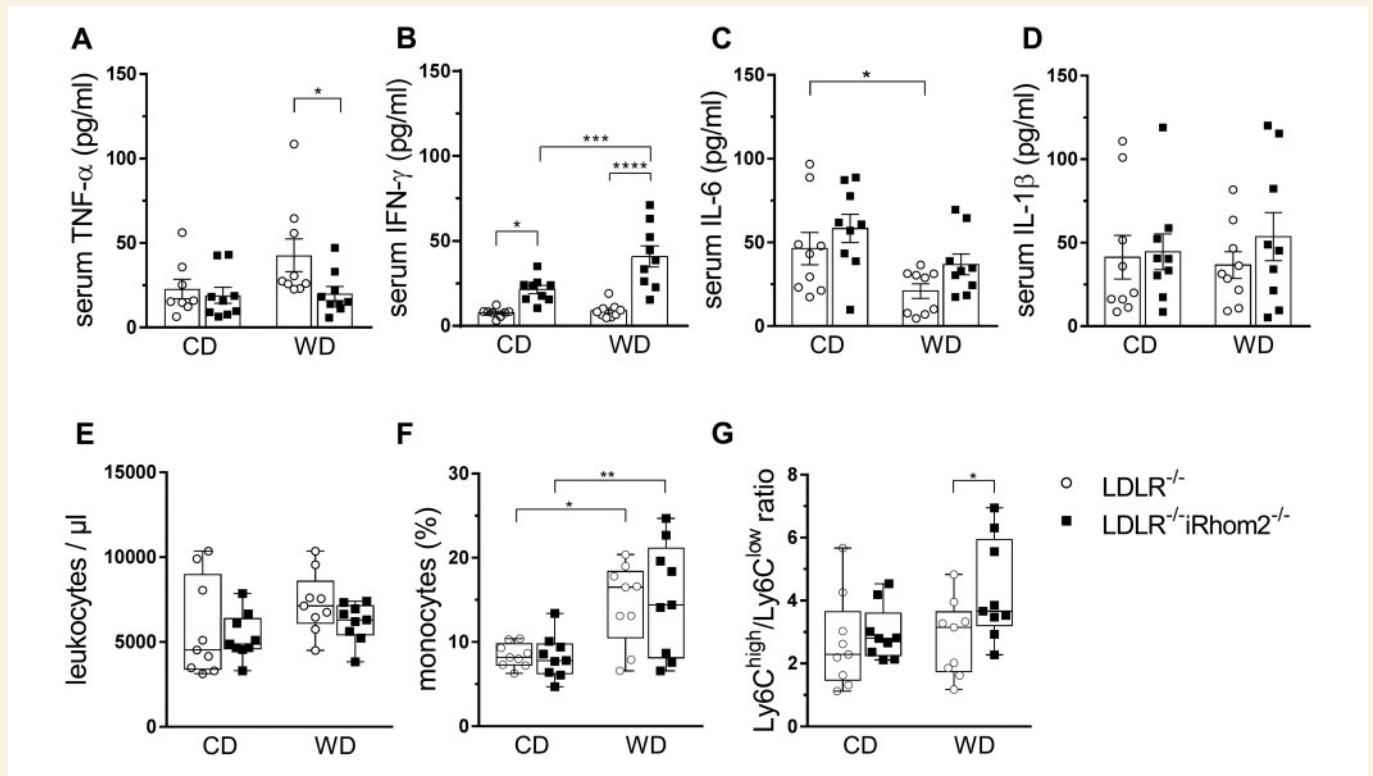 A
serum TNF-α (pg/ml)
150
100
50
0
*
CD WD
B
serum IFN-γ (pg/ml)
150
100
50
0
***
****
*
CD WD
C
serum IL-6 (pg/ml)
150
100
50
0
*
CD WD
D
serum IL-1β (pg/ml)
150
100
50
0
CD WD
E
leukocytes / µl
15000
10000
5000
0
CD WD
F
monocytes (%)
30
20
10
0
**
*
CD WD
G
Ly6C^high/Ly6C^low ratio
8
6
4
2
0
*
CD WD
LDLR-/-
LDLR-/-iRhom2-/-